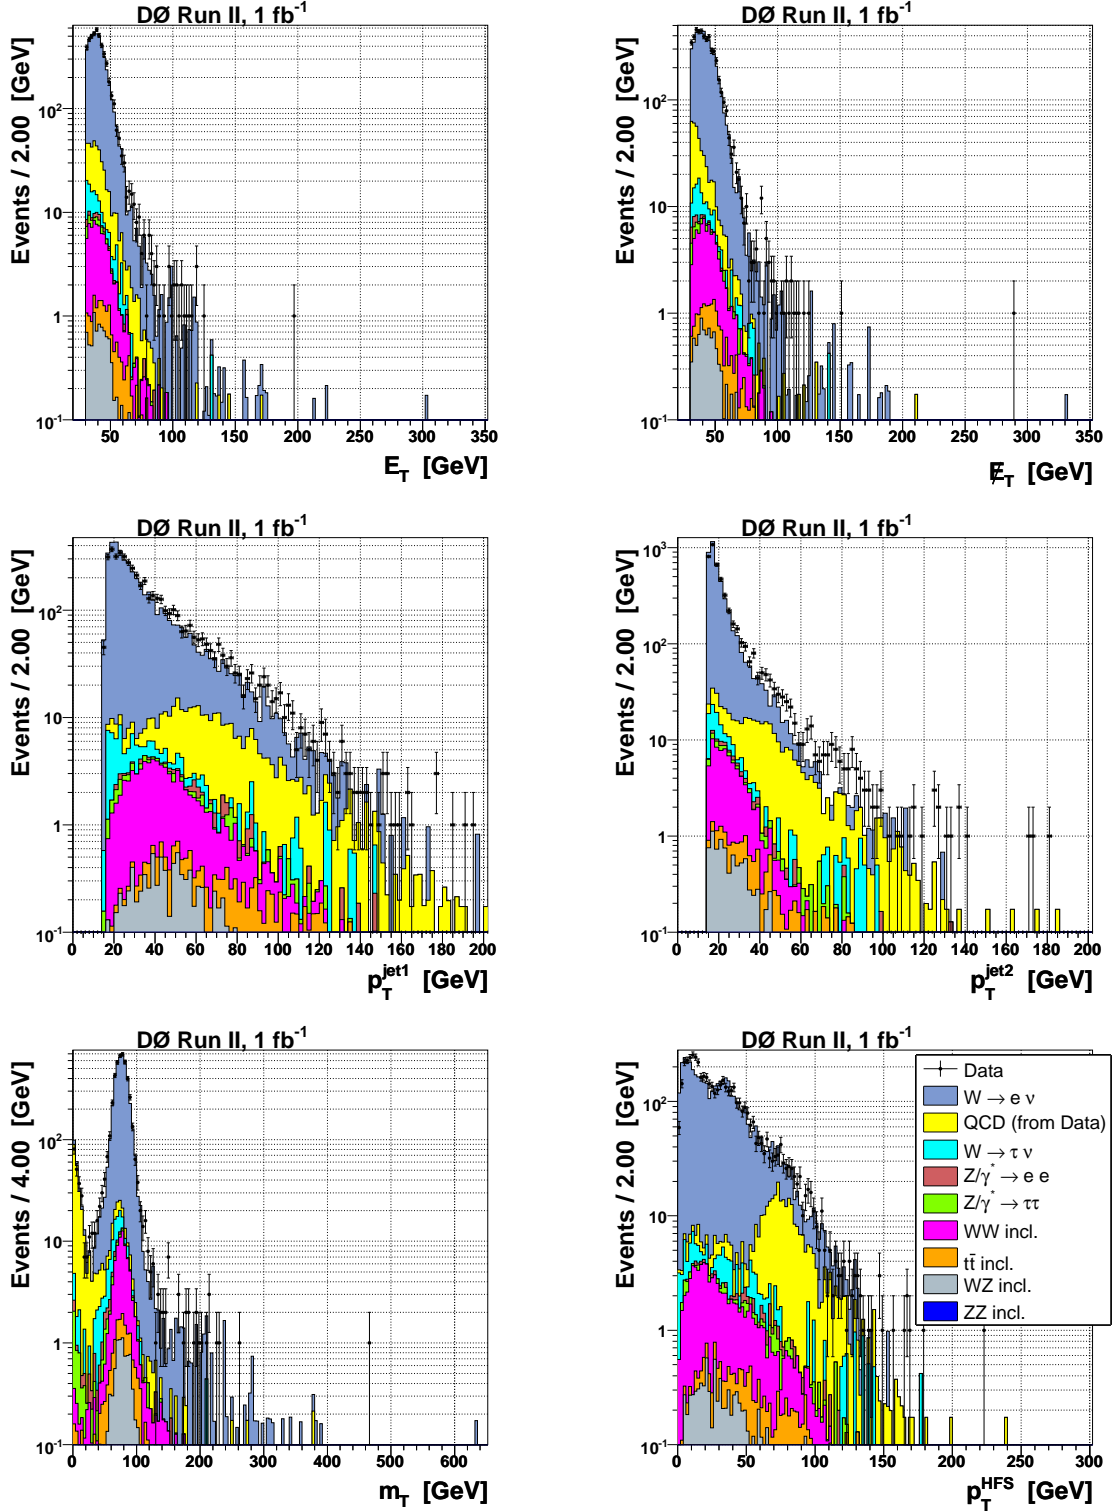 DØ Run II, 1 fb⁻¹
Events / 2.00 [GeV]
10²
10
1
10⁻¹
50 100 150 200 250 300 350
E_T [GeV]
DØ Run II, 1 fb⁻¹
Events / 2.00 [GeV]
10²
10
1
10⁻¹
50 100 150 200 250 300 350
E̸_T [GeV]
DØ Run II, 1 fb⁻¹
Events / 2.00 [GeV]
10²
10
1
10⁻¹
0 20 40 60 80 100 120 140 160 180 200
p_T^jet1 [GeV]
DØ Run II, 1 fb⁻¹
Events / 2.00 [GeV]
10³
10²
10
1
10⁻¹
0 20 40 60 80 100 120 140 160 180 200
p_T^jet2 [GeV]
DØ Run II, 1 fb⁻¹
Events / 4.00 [GeV]
10²
10
1
10⁻¹
0 100 200 300 400 500 600
m_T [GeV]
DØ Run II, 1 fb⁻¹
Events / 2.00 [GeV]
10²
10
1
10⁻¹
0 50 100 150 200 250 300
p_T^HFS [GeV]
Data
W → e ν
QCD (from Data)
W → τ ν
Z/γ* → e e
Z/γ* → ττ
WW incl.
tt̄ incl.
WZ incl.
ZZ incl.